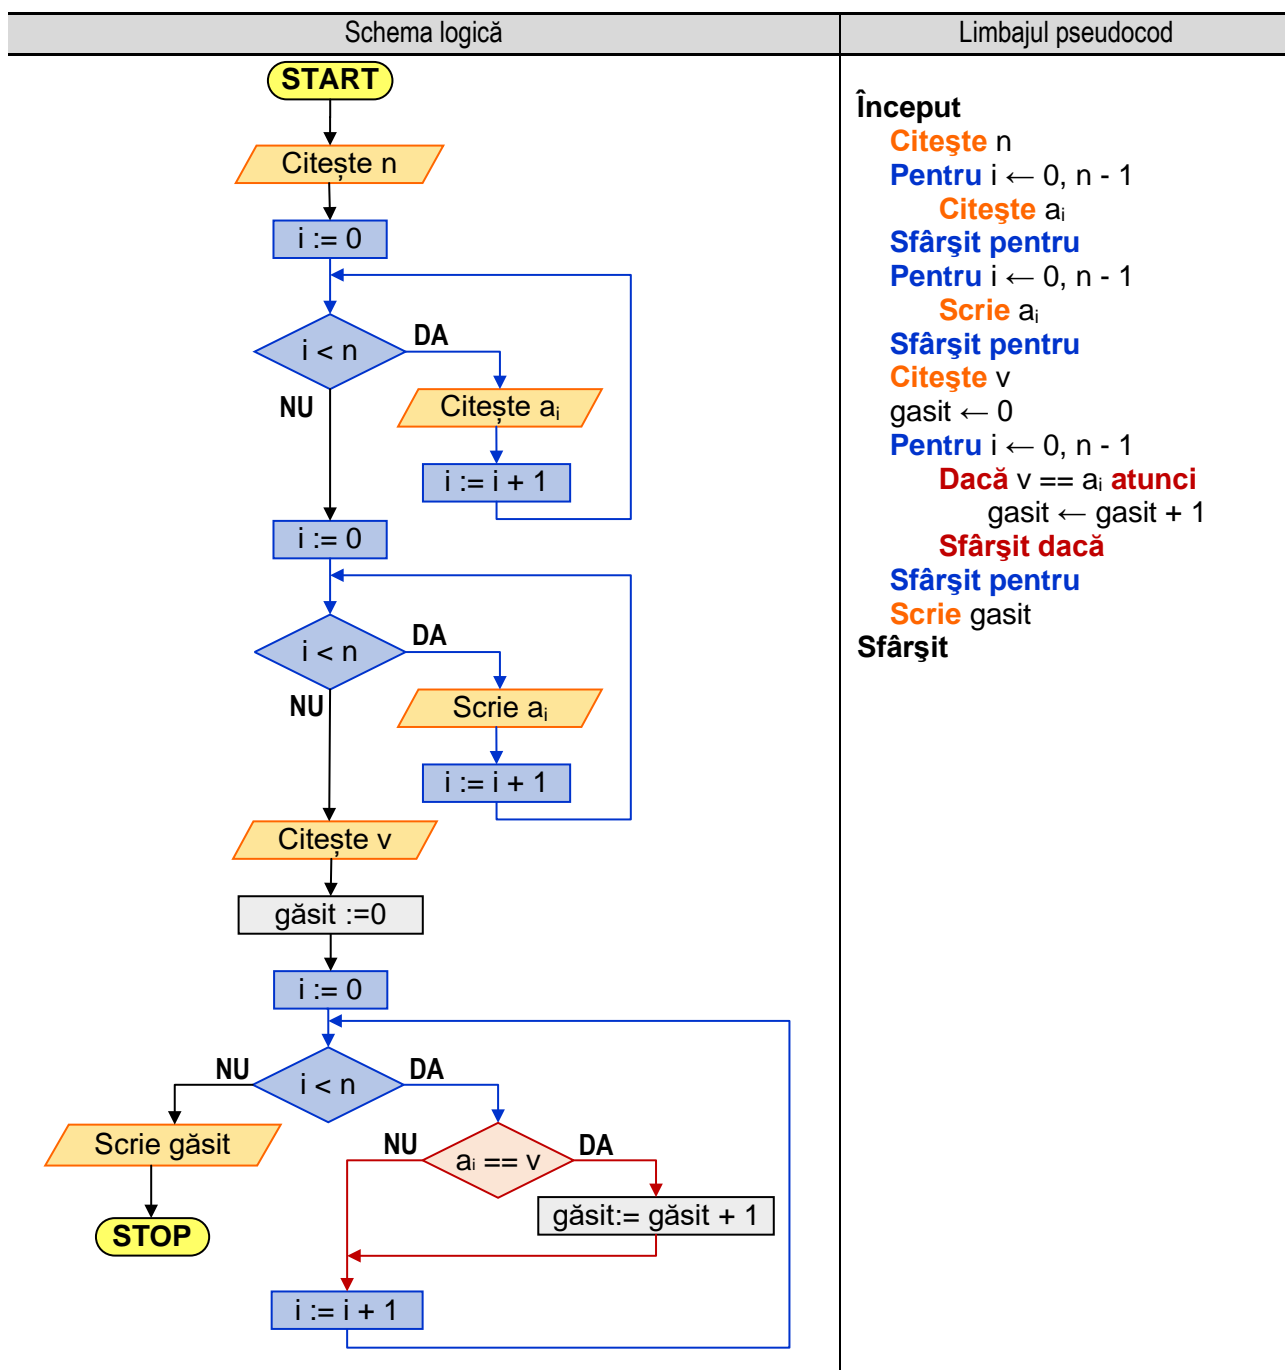 Schema logică
Limbajul pseudocod
START
Citește n
i := 0
i < n
DA
NU
Citește ai
i := i + 1
i := 0
i < n
DA
NU
Scrie ai
i := i + 1
Citește v
găsit :=0
i := 0
NU
i < n
DA
Scrie găsit
NU
ai == v
DA
găsit:= găsit + 1
STOP
i := i + 1
Început
Citeşte n
Pentru i ← 0, n - 1
Citeşte ai
Sfârşit pentru
Pentru i ← 0, n - 1
Scrie ai
Sfârşit pentru
Citeşte v
gasit ← 0
Pentru i ← 0, n - 1
Dacă v == ai atunci
gasit ← gasit + 1
Sfârşit dacă
Sfârşit pentru
Scrie gasit
Sfârşit